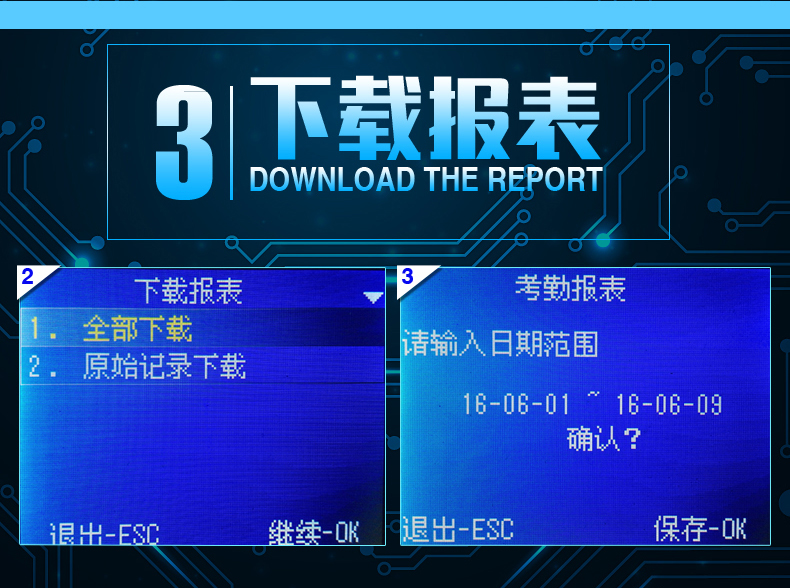 3 下载报表
DOWNLOAD THE REPORT
2
下载报表
1. 全部下载
2. 原始记录下载
退出-ESC 继续-OK
3
考勤报表
请输入日期范围
16-06-01 ~ 16-06-09
确认?
退出-ESC 保存-OK